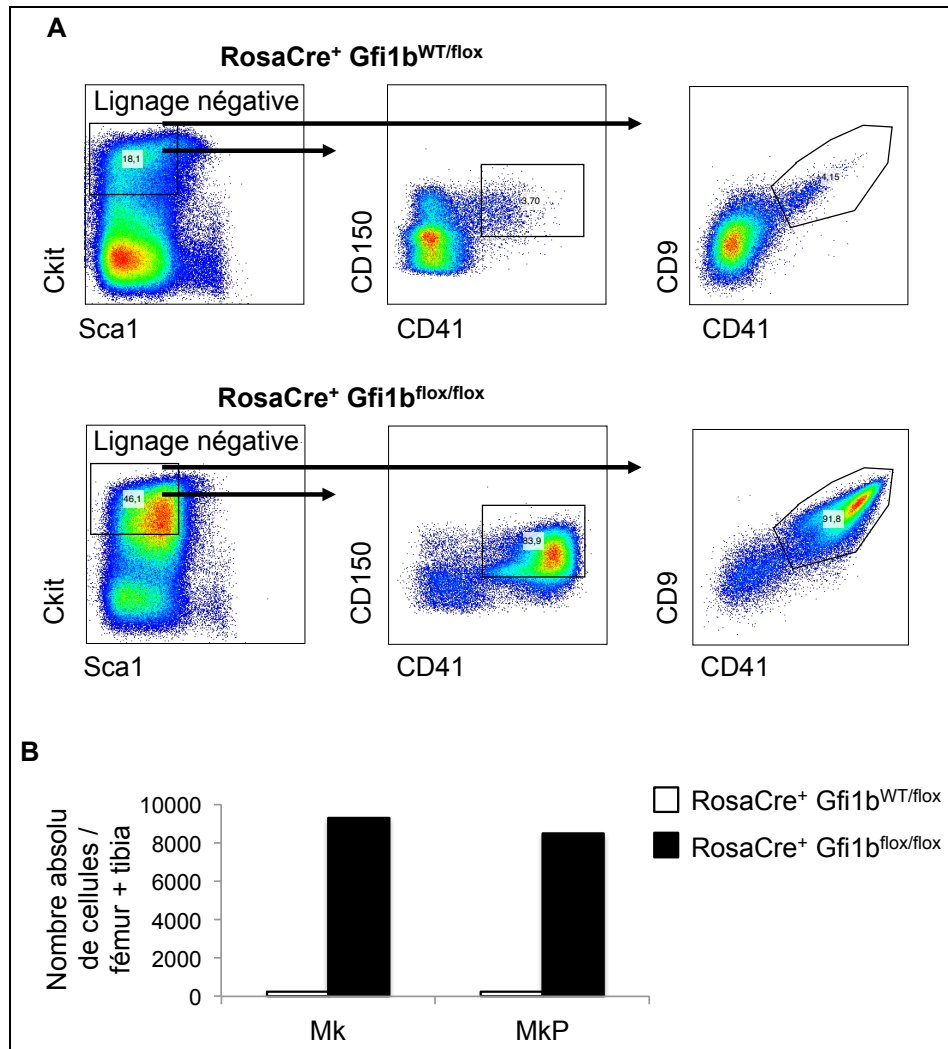 A
RosaCre⁺ Gfi1bWT/flox
Lignage négative
18,1
Ckit
Sca1
3,70
CD150
CD41
4,15
CD9
CD41
RosaCre⁺ Gfi1bflox/flox
Lignage négative
46,1
Ckit
Sca1
83,9
CD150
CD41
91,8
CD9
CD41
B
Nombre absolu
de cellules /
fémur + tibia
10000
8000
6000
4000
2000
0
Mk
MkP
RosaCre⁺ Gfi1bWT/flox
RosaCre⁺ Gfi1bflox/flox